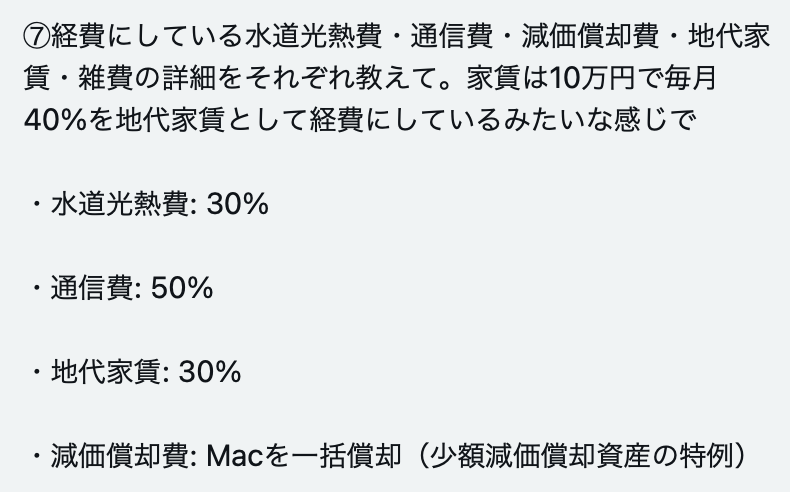 ⑦経費にしている水道光熱費・通信費・減価償却費・地代家
賃・雑費の詳細をそれぞれ教えて。家賃は10万円で毎月
40%を地代家賃として経費にしているみたいな感じで
・水道光熱費: 30%
・通信費: 50%
・地代家賃: 30%
・減価償却費: Macを一括償却（少額減価償却資産の特例）